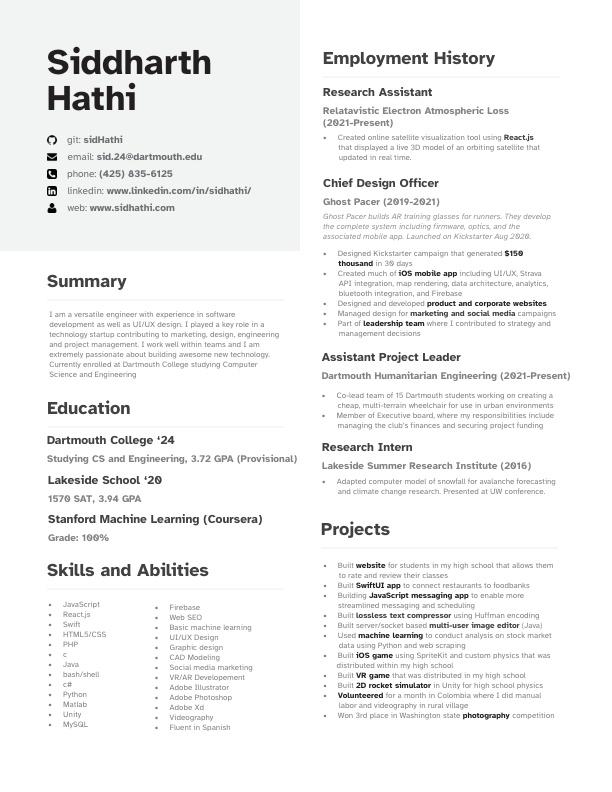 Siddharth
Hathi
git: sidHathi
email: sid.24@dartmouth.edu
phone: (425) 835-6125
linkedin: www.linkedin.com/in/sidhathi/
web: www.sidhathi.com
Summary
I am a versatile engineer with experience in software
development as well as UI/UX design. I played a key role in a
technology startup contributing to marketing, design, engineering
and project management. I work well within teams and I am
extremely passionate about building awesome new technology.
Currently enrolled at Dartmouth College studying Computer
Science and Engineering
Education
Dartmouth College ‘24
Studying CS and Engineering, 3.72 GPA (Provisional)
Lakeside School ‘20
1570 SAT, 3.94 GPA
Stanford Machine Learning (Coursera)
Grade: 100%
Skills and Abilities
• JavaScript
• React.js
• Swift
• HTML5/CSS
• PHP
• c
• Java
• bash/shell
• c#
• Python
• Matlab
• Unity
• MySQL
• Firebase
• Web SEO
• Basic machine learning
• UI/UX Design
• Graphic design
• CAD Modeling
• Social media marketing
• VR/AR Developement
• Adobe Illustrator
• Adobe Photoshop
• Adobe Xd
• Videography
• Fluent in Spanish
Employment History
Research Assistant
Relatavistic Electron Atmospheric Loss
(2021-Present)
• Created online satellite visualization tool using React.js
that displayed a live 3D model of an orbiting satellite that
updated in real time.
Chief Design Officer
Ghost Pacer (2019-2021)
Ghost Pacer builds AR training glasses for runners. They develop
the complete system including firmware, optics, and the
associated mobile app. Launched on Kickstarter Aug 2020.
• Designed Kickstarter campaign that generated $150
thousand in 30 days
• Created much of iOS mobile app including UI/UX, Strava
API integration, map rendering, data architecture, analytics,
bluetooth integration, and Firebase
• Designed and developed product and corporate websites
• Managed design for marketing and social media campaigns
• Part of leadership team where I contributed to strategy and
management decisions
Assistant Project Leader
Dartmouth Humanitarian Engineering (2021-Present)
• Co-lead team of 15 Dartmouth students working on creating a
cheap, multi-terrain wheelchair for use in urban environments
• Member of Executive board, where my responsibilities include
managing the club's finances and securing project funding
Research Intern
Lakeside Summer Research Institute (2016)
• Adapted computer model of snowfall for avalanche forecasting
and climate change research. Presented at UW conference.
Projects
• Built website for students in my high school that allows them
to rate and review their classes
• Built SwiftUI app to connect restaurants to foodbanks
• Building JavaScript messaging app to enable more
streamlined messaging and scheduling
• Built lossless text compressor using Huffman encoding
• Built server/socket based multi-user image editor (Java)
• Used machine learning to conduct analysis on stock market
data using Python and web scraping
• Built iOS game using SpriteKit and custom physics that was
distributed within my high school
• Built VR game that was distributed in my high school
• Built 2D rocket simulator in Unity for high school physics
• Volunteered for a month in Colombia where I did manual
labor and videography in rural village
• Won 3rd place in Washington state photography competition